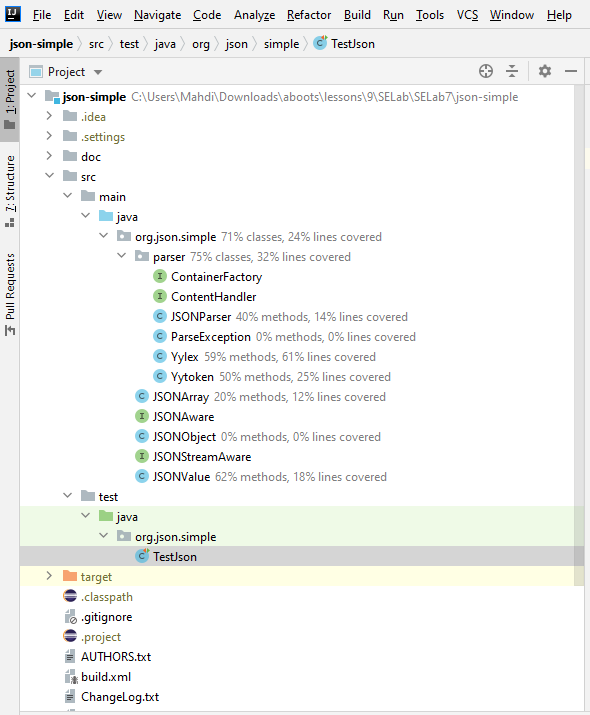 IJ File Edit View Navigate Code Analyze Refactor Build Run Tools VCS Window Help
json-simple src test java org json simple TestJson
1: Project
7: Structure
Pull Requests
Project
json-simple C:\Users\Mahdi\Downloads\aboots\lessons\9\SELab\SELab7\json-simple
.idea
.settings
doc
src
main
java
org.json.simple 71% classes, 24% lines covered
parser 75% classes, 32% lines covered
I ContainerFactory
I ContentHandler
C JSONParser 40% methods, 14% lines covered
C ParseException 0% methods, 0% lines covered
C Yylex 59% methods, 61% lines covered
C Yytoken 50% methods, 25% lines covered
C JSONArray 20% methods, 12% lines covered
I JSONAware
C JSONObject 0% methods, 0% lines covered
I JSONStreamAware
C JSONValue 62% methods, 18% lines covered
test
java
org.json.simple
C TestJson
target
.classpath
.gitignore
.project
AUTHORS.txt
build.xml
ChangeLog.txt